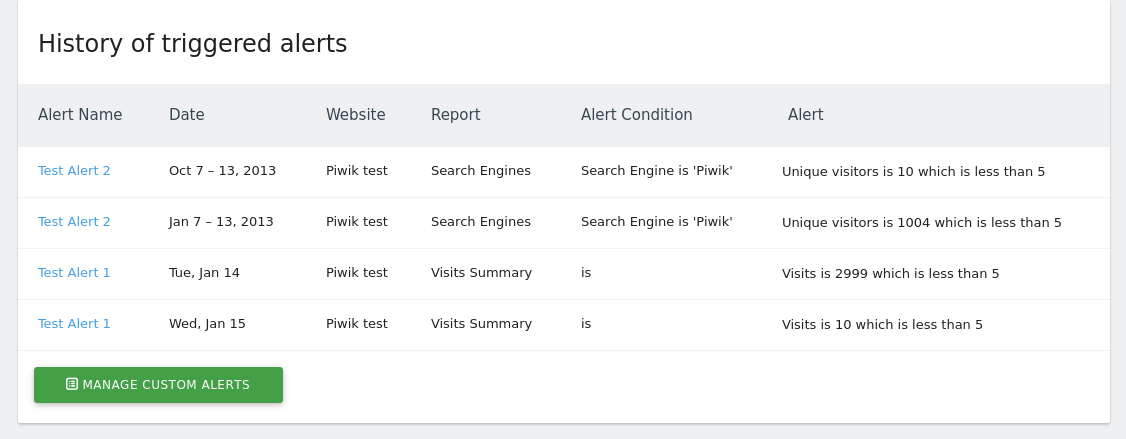 History of triggered alerts
Alert Name Date Website Report Alert Condition Alert
Test Alert 2 Oct 7 – 13, 2013 Piwik test Search Engines Search Engine is 'Piwik' Unique visitors is 10 which is less than 5
Test Alert 2 Jan 7 – 13, 2013 Piwik test Search Engines Search Engine is 'Piwik' Unique visitors is 1004 which is less than 5
Test Alert 1 Tue, Jan 14 Piwik test Visits Summary is Visits is 2999 which is less than 5
Test Alert 1 Wed, Jan 15 Piwik test Visits Summary is Visits is 10 which is less than 5
MANAGE CUSTOM ALERTS